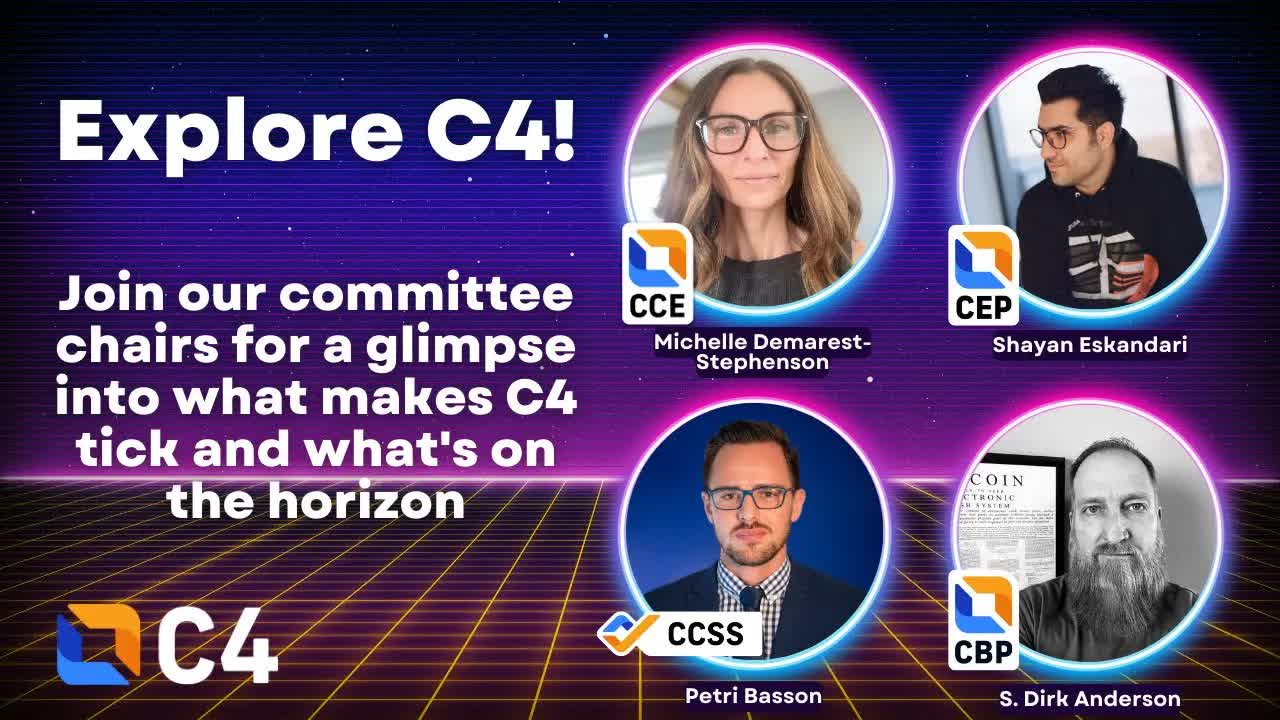 Explore C4!
Join our committee
chairs for a glimpse
into what makes C4
tick and what's on
the horizon
C4
CCE
Michelle Demarest-
Stephenson
CEP
Shayan Eskandari
CCSS
Petri Basson
COIN
CTRONIC
SH SYSTEM
CBP
S. Dirk Anderson